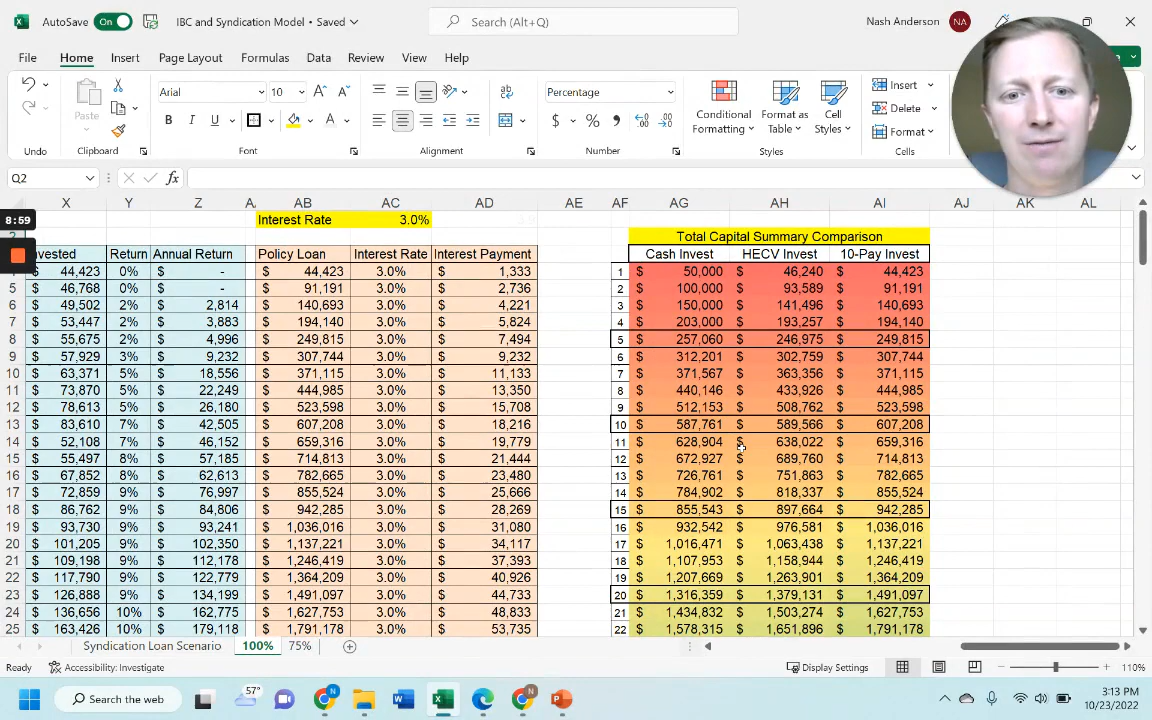 AutoSave On IBC and Syndication Model • Saved Search (Alt+Q) Nash Anderson NA
File Home Insert Page Layout Formulas Data Review View Help
Paste Arial 10 Percentage Conditional Formatting Format as Table Cell Styles Insert Delete Format
Undo Clipboard Font Alignment Number Styles Cells
Q2 fx
X Y Z AB AC AD AE AF AG AH AI AJ AK AL
8:59
Interest Rate 3.0%
Total Capital Summary Comparison
Return Annual Return Policy Loan Interest Rate Interest Payment Cash Invest HECV Invest 10-Pay Invest
$ 44,423 0% $ - $ 44,423 3.0% $ 1,333 1 $ 50,000 $ 46,240 $ 44,423
5 $ 46,768 0% $ - $ 91,191 3.0% $ 2,736 2 $ 100,000 $ 93,589 $ 91,191
6 $ 49,502 2% $ 2,814 $ 140,693 3.0% $ 4,221 3 $ 150,000 $ 141,496 $ 140,693
7 $ 53,447 2% $ 3,883 $ 194,140 3.0% $ 5,824 4 $ 203,000 $ 193,257 $ 194,140
8 $ 55,675 2% $ 4,996 $ 249,815 3.0% $ 7,494 5 $ 257,060 $ 246,975 $ 249,815
9 $ 57,929 3% $ 9,232 $ 307,744 3.0% $ 9,232 6 $ 312,201 $ 302,759 $ 307,744
10 $ 63,371 5% $ 18,556 $ 371,115 3.0% $ 11,133 7 $ 371,567 $ 363,356 $ 371,115
11 $ 73,870 5% $ 22,249 $ 444,985 3.0% $ 13,350 8 $ 440,146 $ 433,926 $ 444,985
12 $ 78,613 5% $ 26,180 $ 523,598 3.0% $ 15,708 9 $ 512,153 $ 508,762 $ 523,598
13 $ 83,610 7% $ 42,505 $ 607,208 3.0% $ 18,216 10 $ 587,761 $ 589,566 $ 607,208
14 $ 52,108 7% $ 46,152 $ 659,316 3.0% $ 19,779 11 $ 628,904 $ 638,022 $ 659,316
15 $ 55,497 8% $ 57,185 $ 714,813 3.0% $ 21,444 12 $ 672,927 $ 689,760 $ 714,813
16 $ 67,852 8% $ 62,613 $ 782,665 3.0% $ 23,480 13 $ 726,761 $ 751,863 $ 782,665
17 $ 72,859 9% $ 76,997 $ 855,524 3.0% $ 25,666 14 $ 784,902 $ 818,337 $ 855,524
18 $ 86,762 9% $ 84,806 $ 942,285 3.0% $ 28,269 15 $ 855,543 $ 897,664 $ 942,285
19 $ 93,730 9% $ 93,241 $ 1,036,016 3.0% $ 31,080 16 $ 932,542 $ 976,581 $ 1,036,016
20 $ 101,205 9% $ 102,350 $ 1,137,221 3.0% $ 34,117 17 $ 1,016,471 $ 1,063,438 $ 1,137,221
21 $ 109,198 9% $ 112,178 $ 1,246,419 3.0% $ 37,393 18 $ 1,107,953 $ 1,158,944 $ 1,246,419
22 $ 117,790 9% $ 122,779 $ 1,364,209 3.0% $ 40,926 19 $ 1,207,669 $ 1,263,901 $ 1,364,209
23 $ 126,888 9% $ 134,199 $ 1,491,097 3.0% $ 44,733 20 $ 1,316,359 $ 1,379,131 $ 1,491,097
24 $ 136,656 10% $ 162,775 $ 1,627,753 3.0% $ 48,833 21 $ 1,434,832 $ 1,503,274 $ 1,627,753
25 $ 163,426 10% $ 179,118 $ 1,791,178 3.0% $ 53,735 22 $ 1,578,315 $ 1,651,896 $ 1,791,178
Syndication Loan Scenario 100% 75%
Ready Accessibility: Investigate Display Settings 110%
Search the web 57° 3:13 PM
10/23/2022